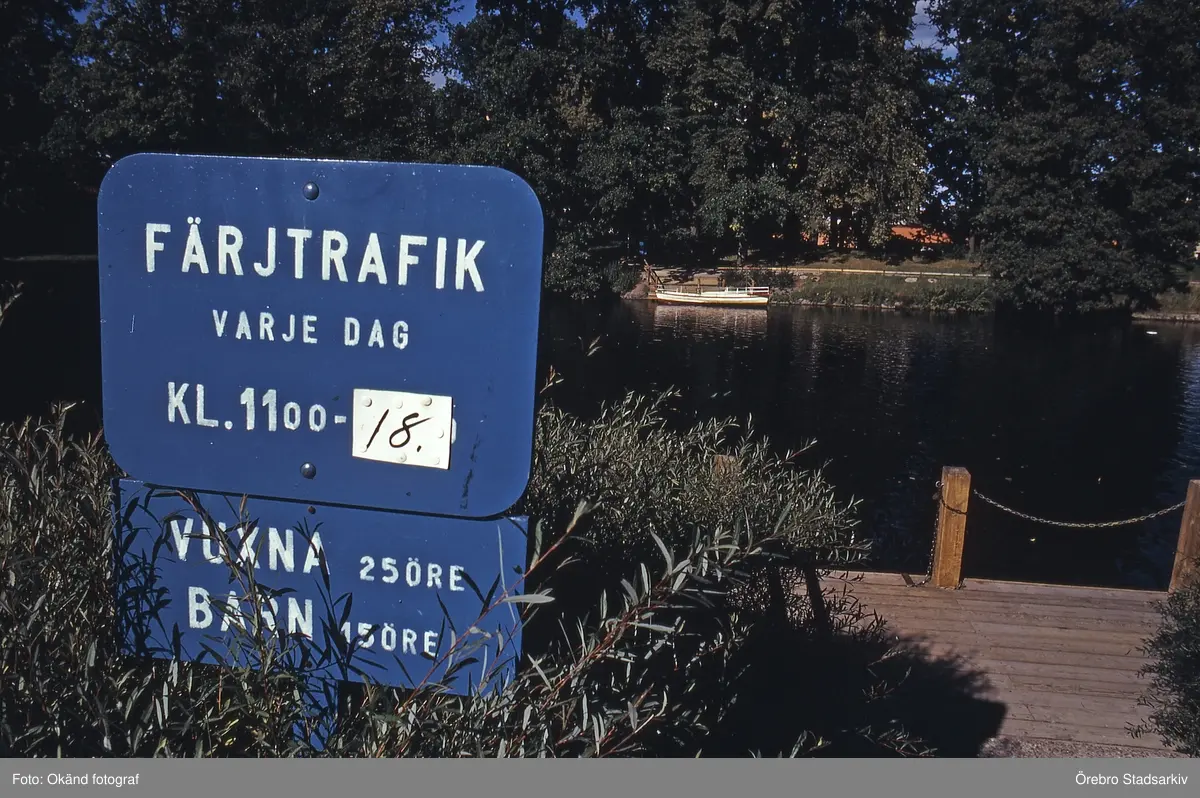 FÄRJTRAFIK
VARJE DAG
KL.1100-18.
VUXNA 25ÖRE
BARN 15ÖRE
Foto: Okänd fotograf
Örebro Stadsarkiv